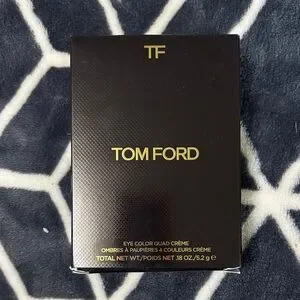 TF
TOM FORD
EYE COLOR QUAD CRÈME
OMBRES À PAUPIÈRES 4 COULEURS CRÈME
TOTAL NET WT./POIDS NET .18 OZ./5.2 g ℮